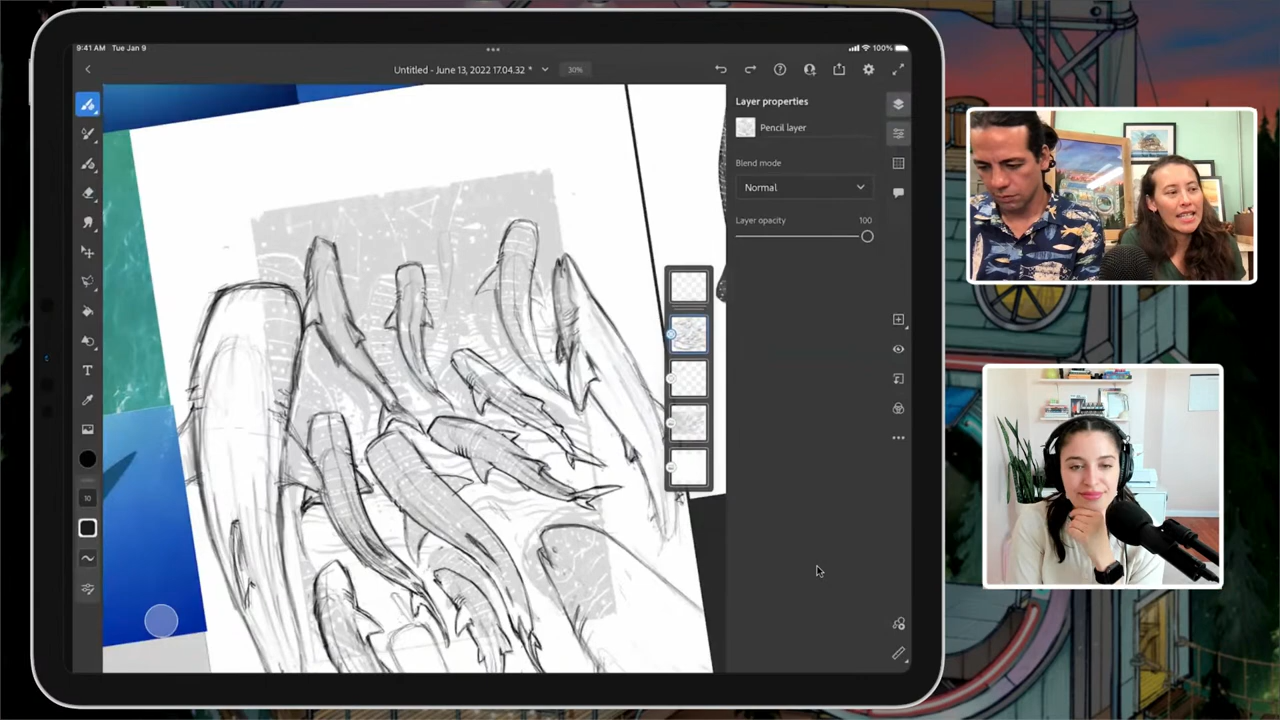 9:41 AM Tue Jan 9
100%
Untitled - June 13, 2022 17.04.32 *
30%
Layer properties
Pencil layer
Blend mode
Normal
Layer opacity
100
T
10